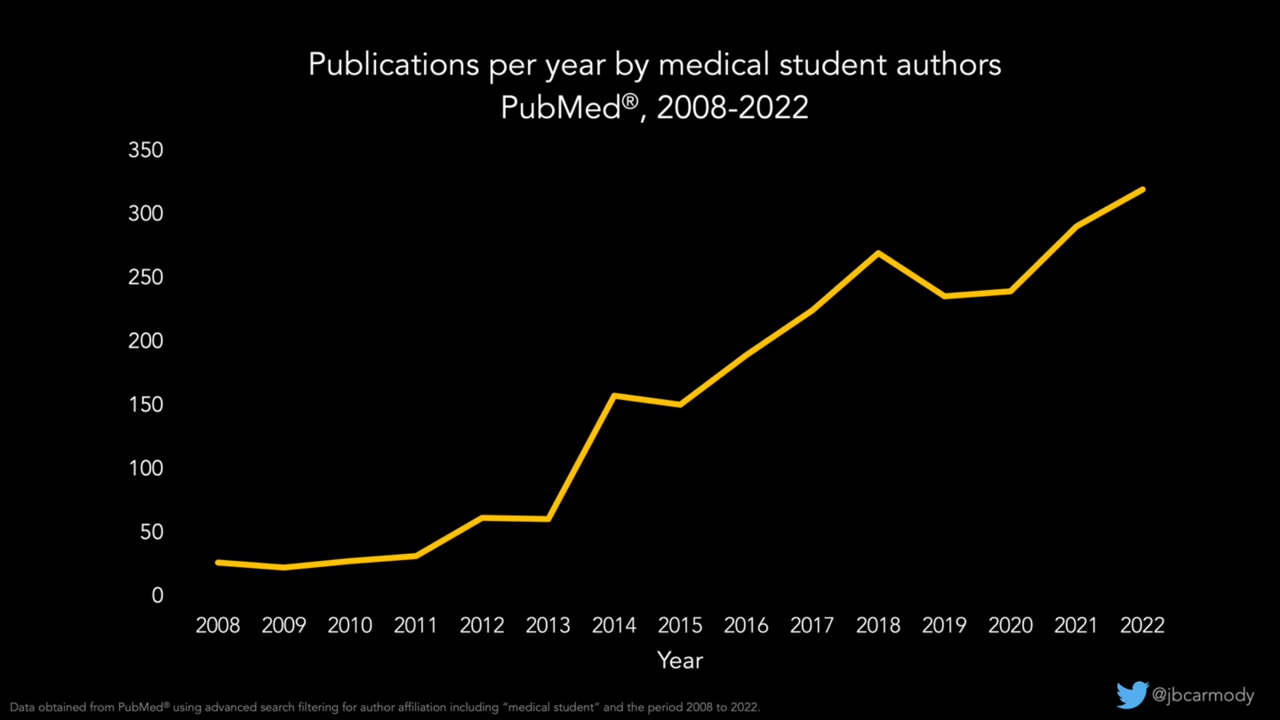 Publications per year by medical student authors
PubMed®, 2008-2022
350
300
250
200
150
100
50
0
2008 2009 2010 2011 2012 2013 2014 2015 2016 2017 2018 2019 2020 2021 2022
Year
@jbcarmody
Data obtained from PubMed® using advanced search filtering for author affiliation including “medical student” and the period 2008 to 2022.